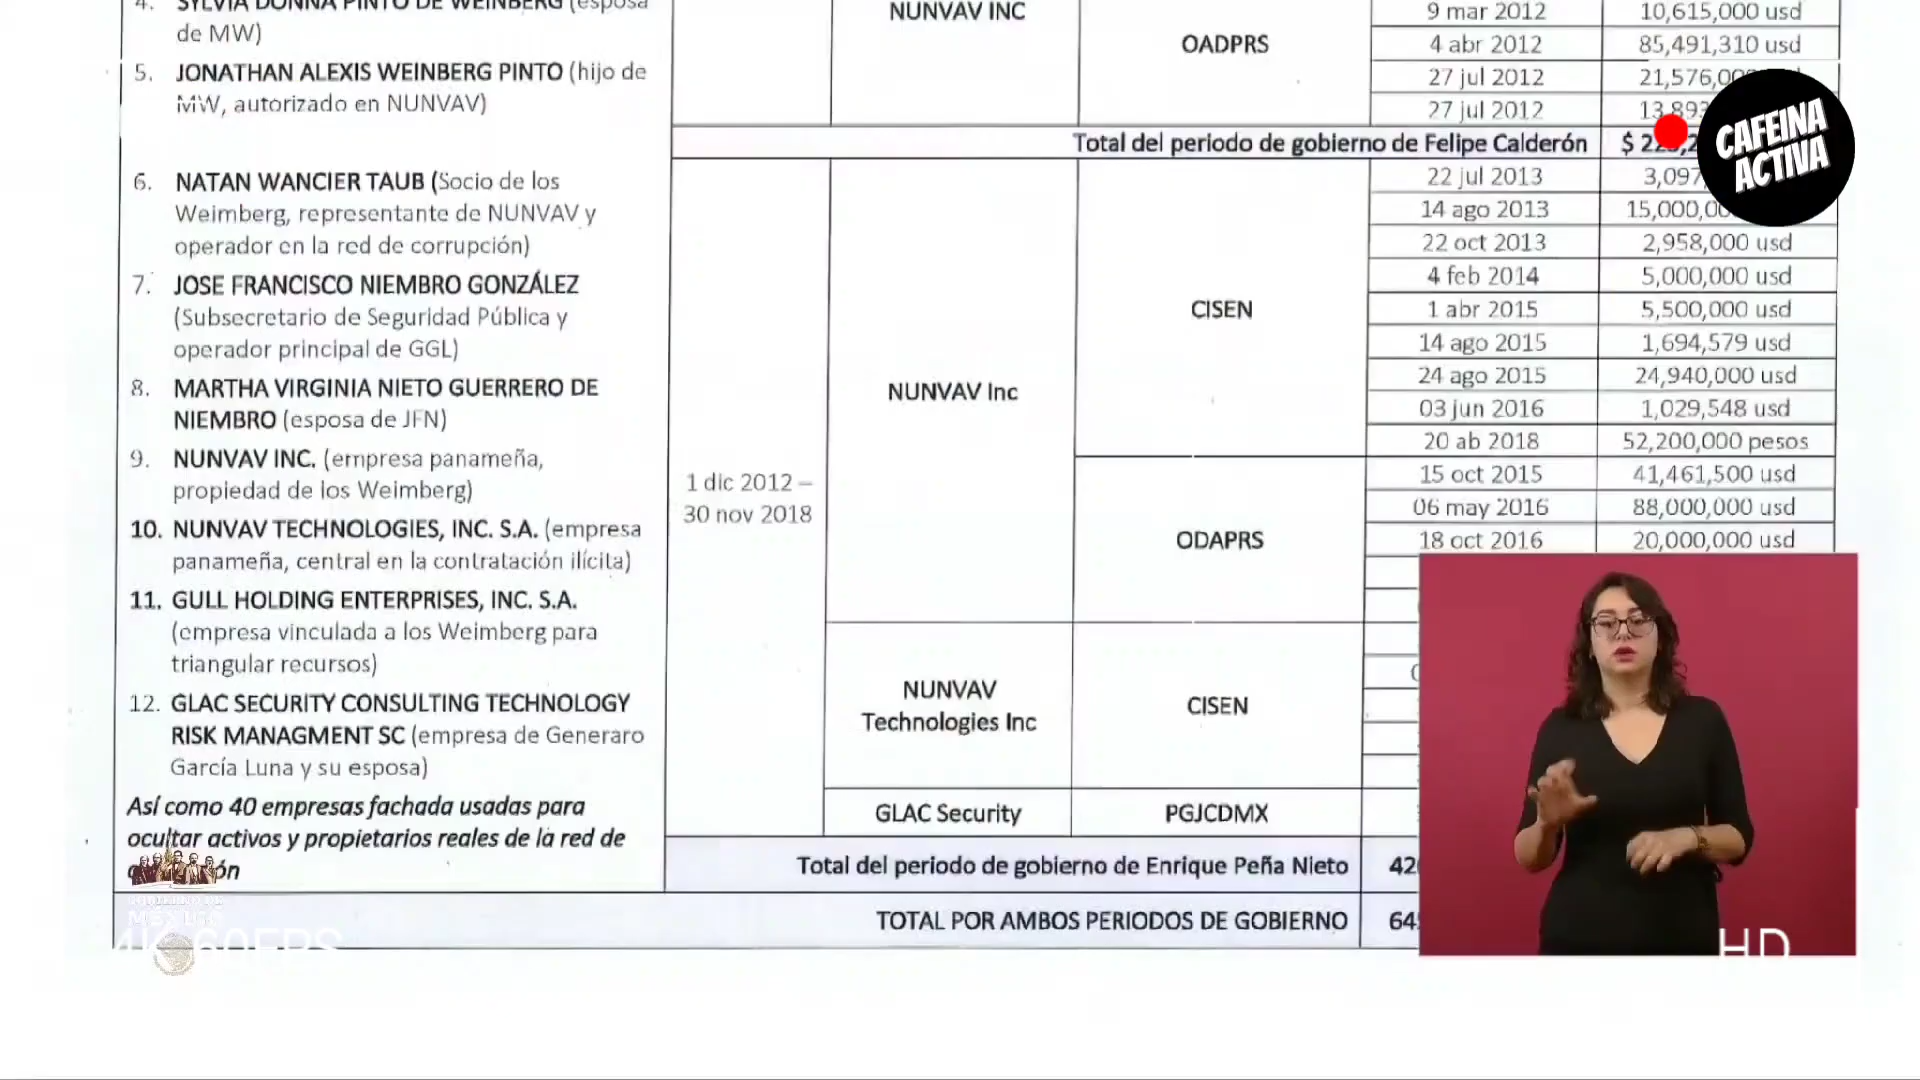 4. SYLVIA DONNA PINTO DE WEINBERG (esposa
de MW)
5. JONATHAN ALEXIS WEINBERG PINTO (hijo de
MW, autorizado en NUNVAV)
6. NATAN WANCIER TAUB (Socio de los
Weimberg, representante de NUNVAV y
operador en la red de corrupción)
7. JOSE FRANCISCO NIEMBRO GONZÁLEZ
(Subsecretario de Seguridad Pública y
operador principal de GGL)
8. MARTHA VIRGINIA NIETO GUERRERO DE
NIEMBRO (esposa de JFN)
9. NUNVAV INC. (empresa panameña,
propiedad de los Weimberg)
10. NUNVAV TECHNOLOGIES, INC. S.A. (empresa
panameña, central en la contratación ilícita)
11. GULL HOLDING ENTERPRISES, INC. S.A.
(empresa vinculada a los Weimberg para
triangular recursos)
12. GLAC SECURITY CONSULTING TECHNOLOGY
RISK MANAGMENT SC (empresa de Generaro
García Luna y su esposa)
Así como 40 empresas fachada usadas para
ocultar activos y propietarios reales de la red de
NUNVAV INC
OADPRS
9 mar 2012 10,615,000 usd
4 abr 2012 85,491,310 usd
27 jul 2012
27 jul 2012
Total del periodo de gobierno de Felipe Calderón $
1 dic 2012 –
30 nov 2018
NUNVAV Inc
CISEN
22 jul 2013
14 ago 2013
22 oct 2013 2,958,000 usd
4 feb 2014 5,000,000 usd
1 abr 2015 5,500,000 usd
14 ago 2015 1,694,579 usd
24 ago 2015 24,940,000 usd
03 jun 2016 1,029,548 usd
20 ab 2018 52,200,000 pesos
ODAPRS
15 oct 2015 41,461,500 usd
06 may 2016 88,000,000 usd
18 oct 2016 20,000,000 usd
NUNVAV
Technologies Inc
CISEN
GLAC Security PGJCDMX
Total del periodo de gobierno de Enrique Peña Nieto
TOTAL POR AMBOS PERIODOS DE GOBIERNO
CAFEINA
ACTIVA
GOBIERNO DE
MÉXICO
4K 60FPS
HD